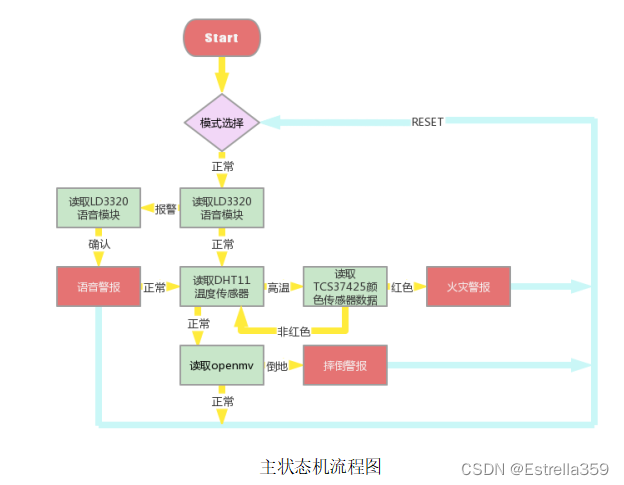 Start
模式选择
RESET
正常
读取LD3320
语音模块
报警
读取LD3320
语音模块
确认
正常
语音警报
正常
读取DHT11
温度传感器
高温
读取
TCS37425颜
色传感器数据
红色
火灾警报
正常
非红色
读取openmv
倒地
摔倒警报
正常
主状态机流程图
CSDN @Estrella359